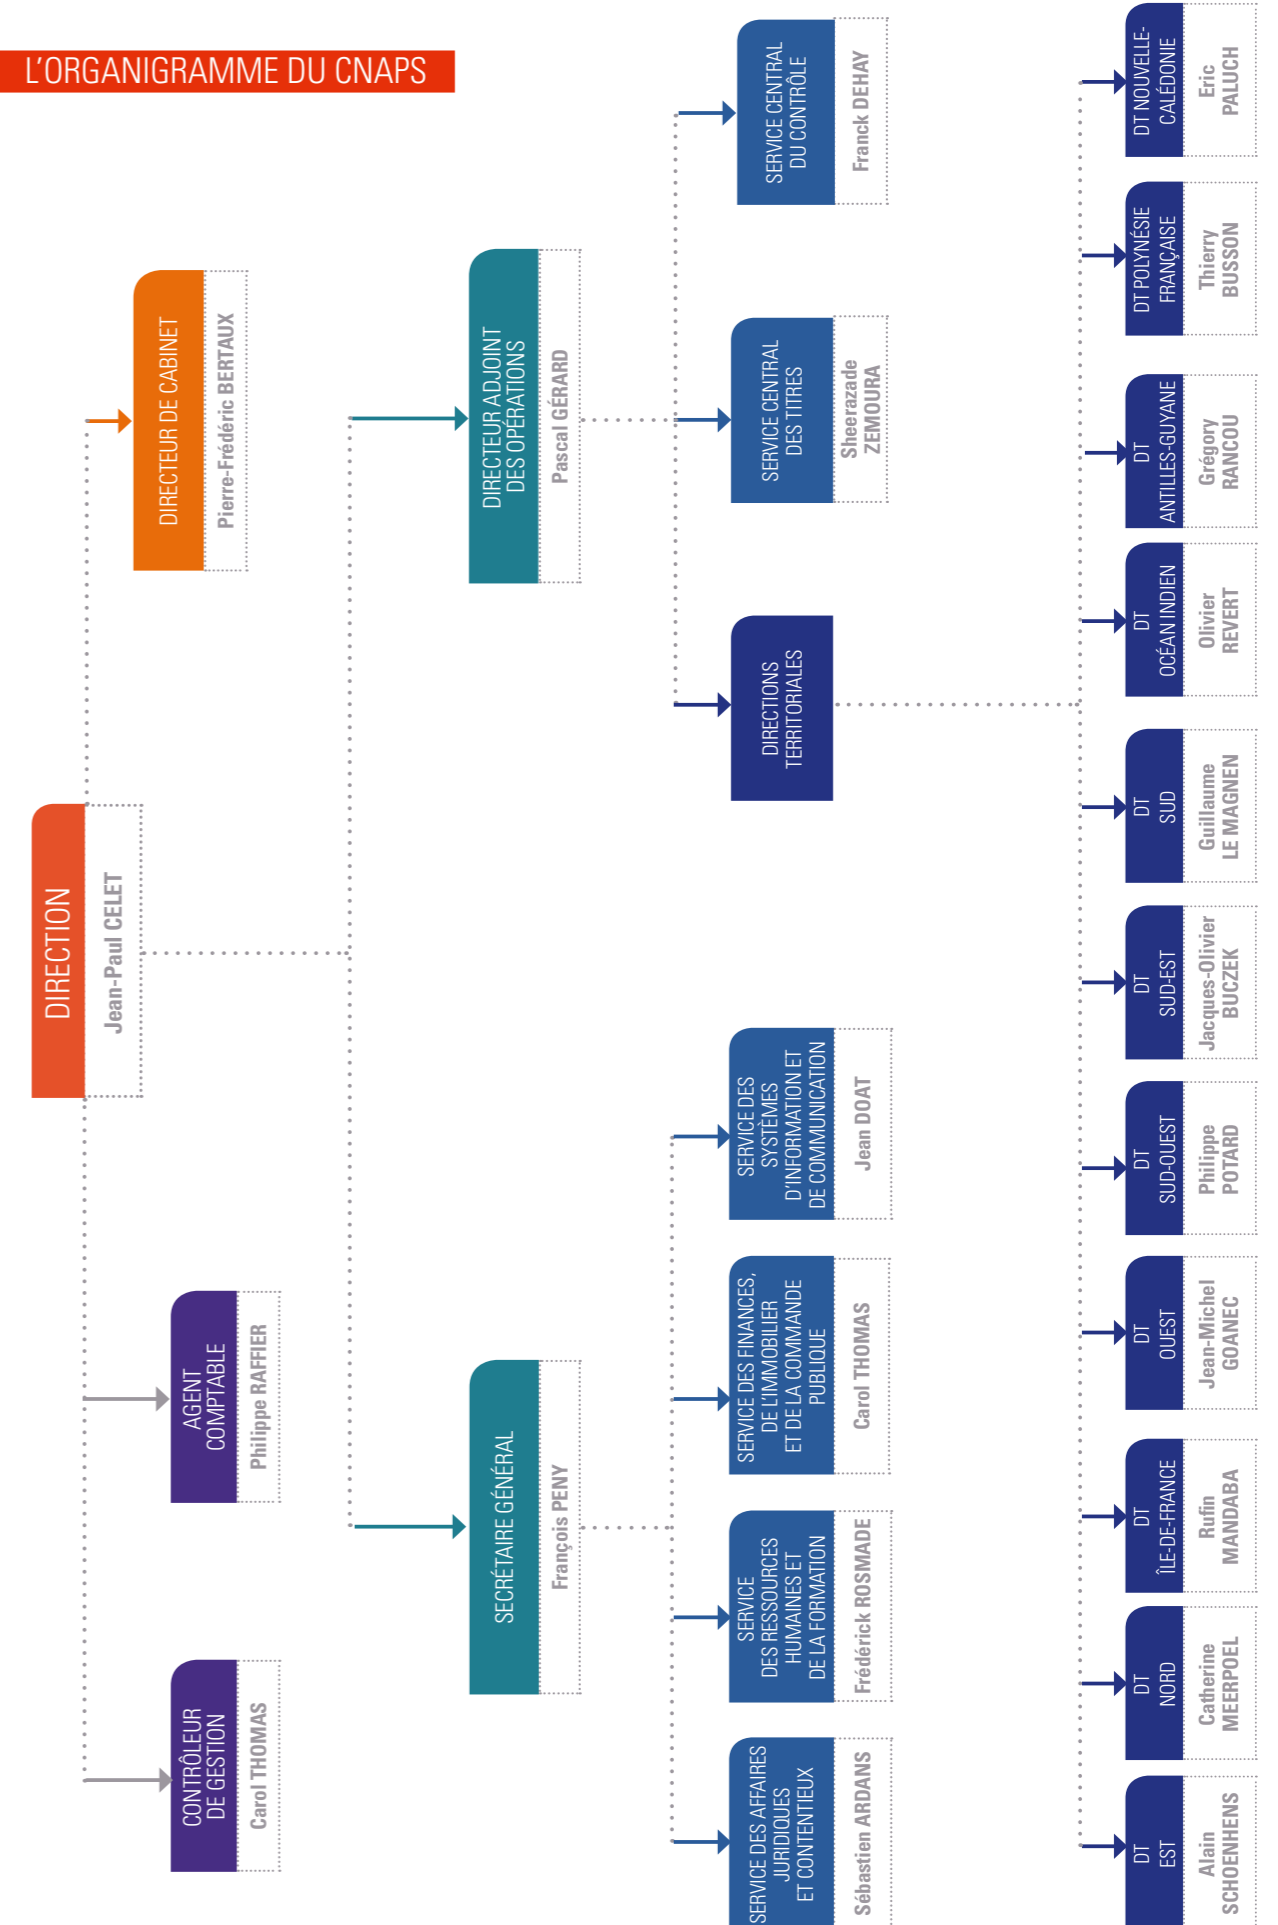 L'ORGANIGRAMME DU CNAPS
DIRECTION
Jean-Paul CELET
CONTRÔLEUR
DE GESTION
Carol THOMAS
AGENT
COMPTABLE
Philippe RAFFIER
DIRECTEUR DE CABINET
Pierre-Frédéric BERTAUX
SECRÉTAIRE GÉNÉRAL
François PENY
DIRECTEUR ADJOINT
DES OPÉRATIONS
Pascal GÉRARD
SERVICE DES AFFAIRES
JURIDIQUES
ET CONTENTIEUX
Sébastien ARDANS
SERVICE
DES RESSOURCES
HUMAINES ET
DE LA FORMATION
Frédérick ROSMADE
SERVICE DES FINANCES,
DE L'IMMOBILIER
ET DE LA COMMANDE
PUBLIQUE
Carol THOMAS
SERVICE DES
SYSTÈMES
D'INFORMATION ET
DE COMMUNICATION
Jean DOAT
DIRECTIONS
TERRITORIALES
SERVICE CENTRAL
DES TITRES
Sheerazade
ZEMOURA
SERVICE CENTRAL
DU CONTRÔLE
Franck DEHAY
DT
EST
Alain
SCHOENHENS
DT
NORD
Catherine
MEERPOEL
DT
ÎLE-DE-FRANCE
Rufin
MANDABA
DT
OUEST
Jean-Michel
GOANEC
DT
SUD-OUEST
Philippe
POTARD
DT
SUD-EST
Jacques-Olivier
BUCZEK
DT
SUD
Guillaume
LE MAGNEN
DT
OCÉAN INDIEN
Olivier
REVERT
DT
ANTILLES-GUYANE
Grégory
RANCOU
DT POLYNÉSIE
FRANÇAISE
Thierry
BUSSON
DT NOUVELLE-
CALÉDONIE
Eric
PALUCH